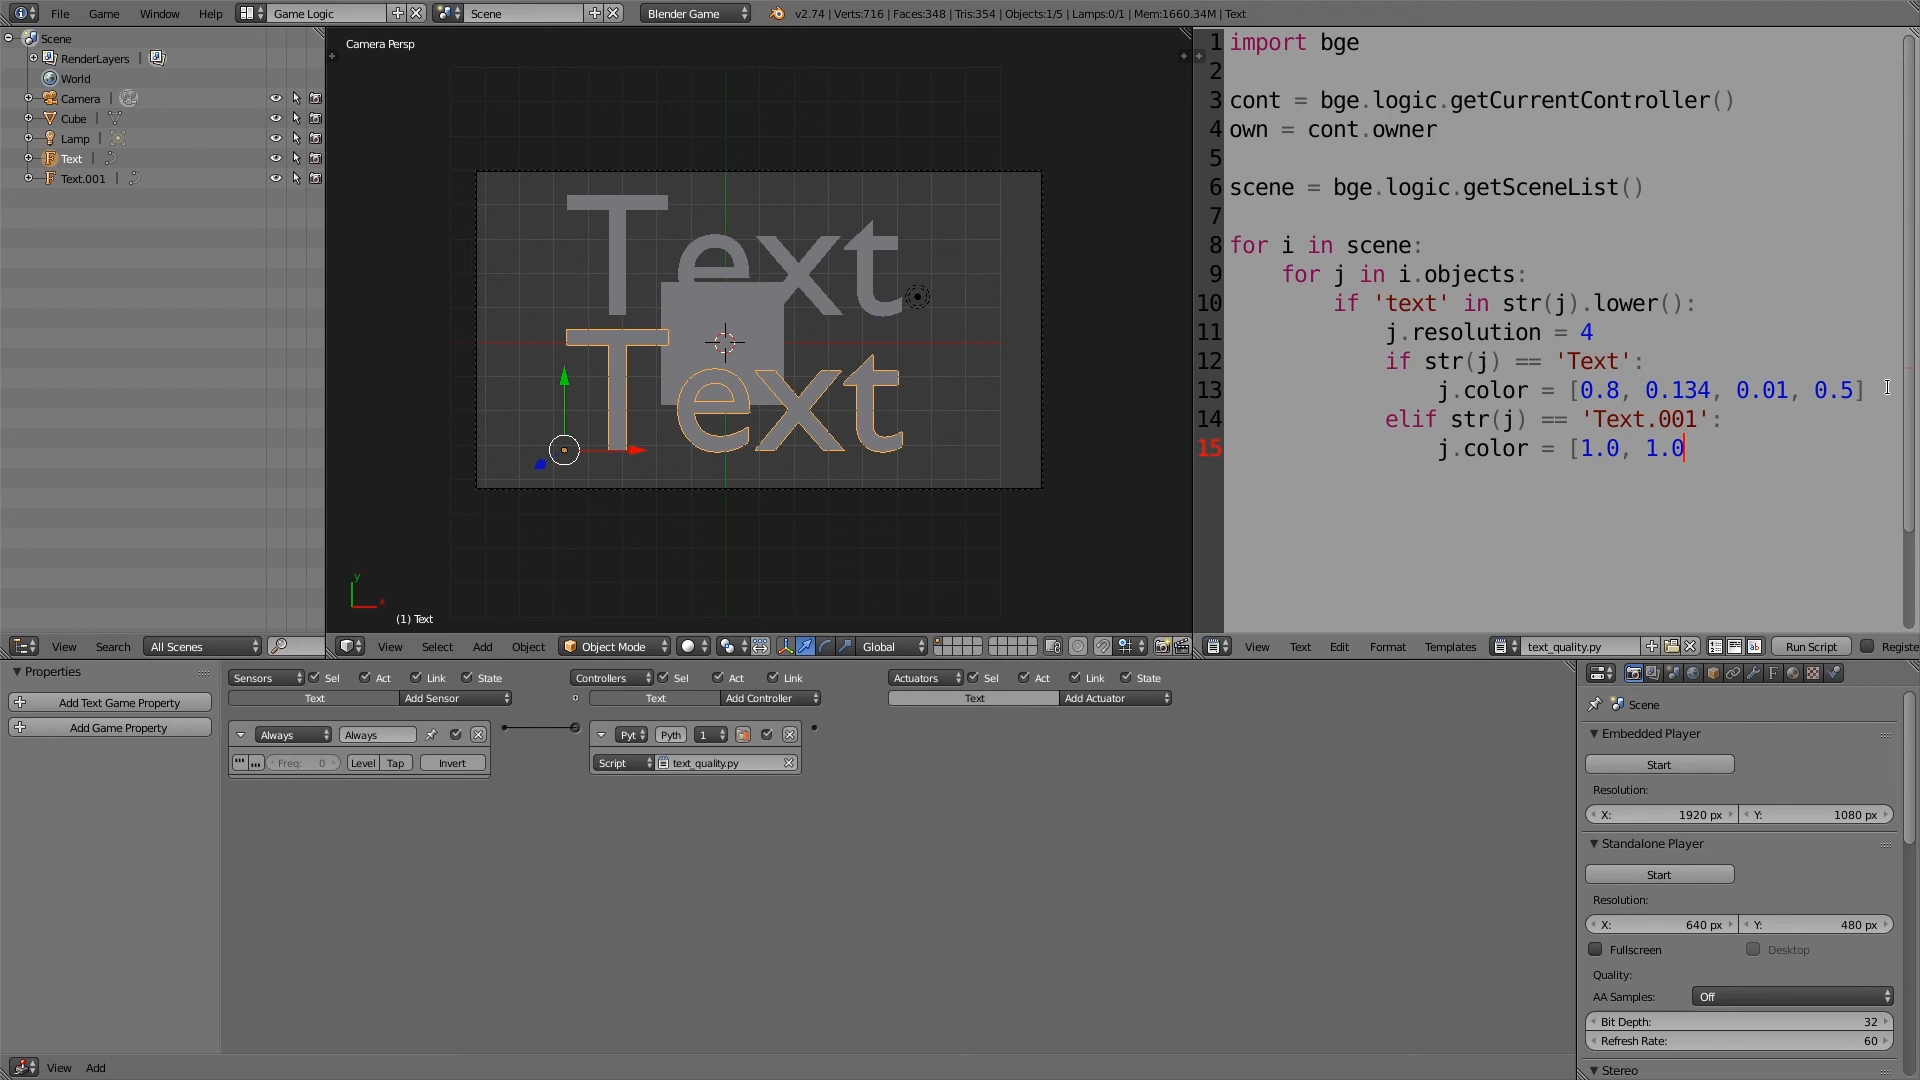 File Game Window Help Game Logic Scene Blender Game v2.74 | Verts:716 | Faces:348 | Tris:354 | Objects:1/5 | Lamps:0/1 | Mem:1660.34M | Text
Scene
RenderLayers
World
Camera
Cube
Lamp
Text
Text.001
View Search All Scenes
Camera Persp
Text
Text
y
x
(1) Text
View Select Add Object Object Mode Global
1 import bge
2
3 cont = bge.logic.getCurrentController()
4 own = cont.owner
5
6 scene = bge.logic.getSceneList()
7
8 for i in scene:
9 for j in i.objects:
10 if 'text' in str(j).lower():
11 j.resolution = 4
12 if str(j) == 'Text':
13 j.color = [0.8, 0.134, 0.01, 0.5]
14 elif str(j) == 'Text.001':
15 j.color = [1.0, 1.0
View Text Edit Format Templates text_quality.py Run Script Registe
Properties
Add Text Game Property
Add Game Property
Sensors Sel Act Link State
Text Add Sensor
Always Always
Freq: 0 Level Tap Invert
Controllers Sel Act Link
Text Add Controller
Pyt Pyth 1
Script text_quality.py
Actuators Sel Act Link State
Text Add Actuator
Scene
Embedded Player
Start
Resolution:
X: 1920 px Y: 1080 px
Standalone Player
Start
Resolution:
X: 640 px Y: 480 px
Fullscreen Desktop
Quality:
AA Samples: Off
Bit Depth: 32
Refresh Rate: 60
Stereo
View Add